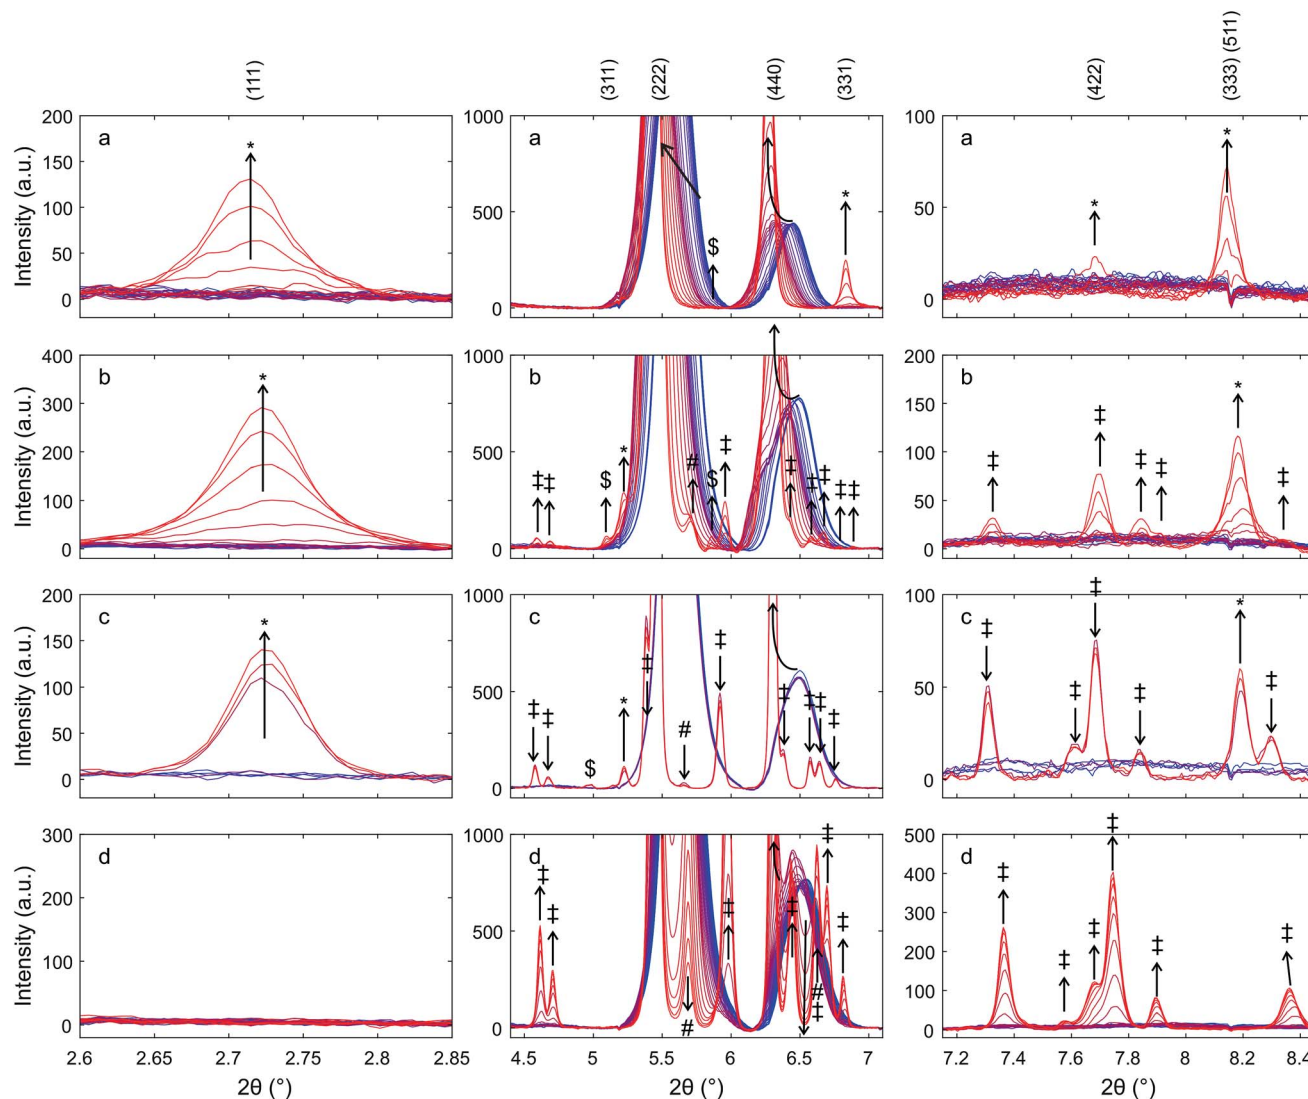 (111) (311) (222) (440) (331) (422) (333) (511)
Intensity (a.u.) 200 150 100 50 0 a *
1000 500 0 a $ *
100 50 0 a * *
Intensity (a.u.) 400 300 200 100 0 b *
1000 500 0 b ‡ ‡ $ * # $ ‡ ‡ ‡ ‡ ‡ ‡
200 150 100 50 0 b ‡ ‡ ‡ ‡ * ‡
Intensity (a.u.) 200 150 100 50 0 c *
1000 500 0 c ‡ ‡ $ * ‡ # ‡ ‡ ‡ ‡ ‡
100 50 0 c ‡ ‡ ‡ ‡ * ‡
Intensity (a.u.) 300 200 100 0 d
1000 500 0 d ‡ ‡ # ‡ ‡ # ‡ ‡ ‡
500 400 300 200 100 0 d ‡ ‡ ‡ ‡ ‡ ‡
2.6 2.65 2.7 2.75 2.8 2.85
4.5 5 5.5 6 6.5 7
7.2 7.4 7.6 7.8 8 8.2 8.4
2θ (°) 2θ (°) 2θ (°)